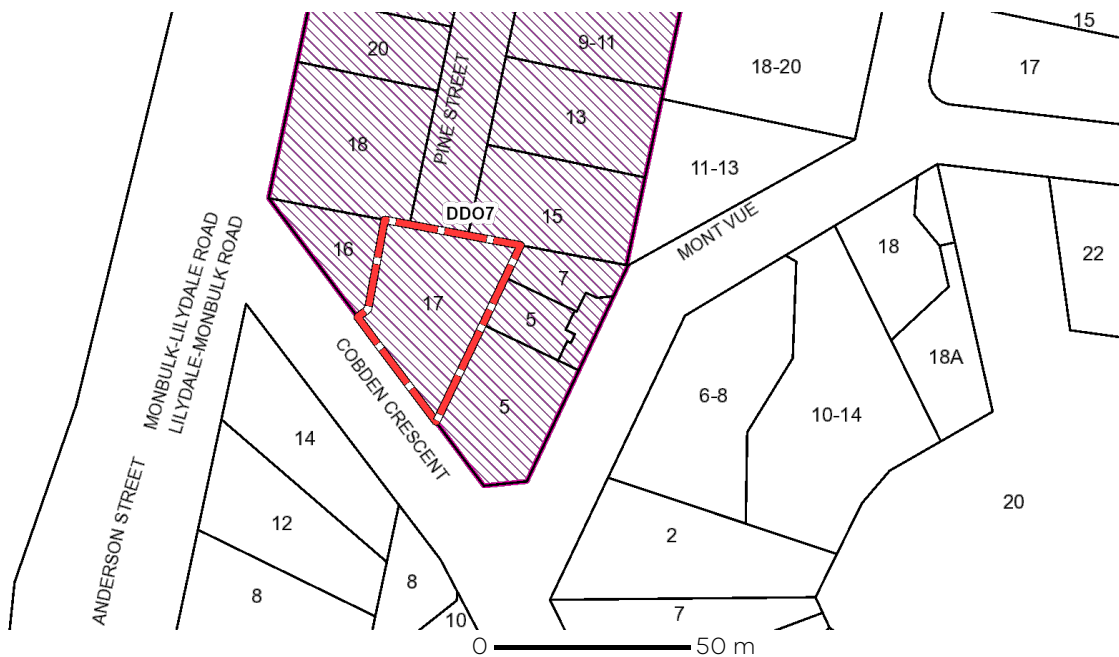 20
9-11
15
18-20
17
PINE STREET
13
18
11-13
DDO7
15
MONT VUE
16
MONBULK-LILYDALE ROAD
LILYDALE-MONBULK ROAD
7
17
5
18
22
COBDEN CRESCENT
18A
6-8
10-14
5
14
20
ANDERSON STREET
12
2
8
8
10
7
0 50 m